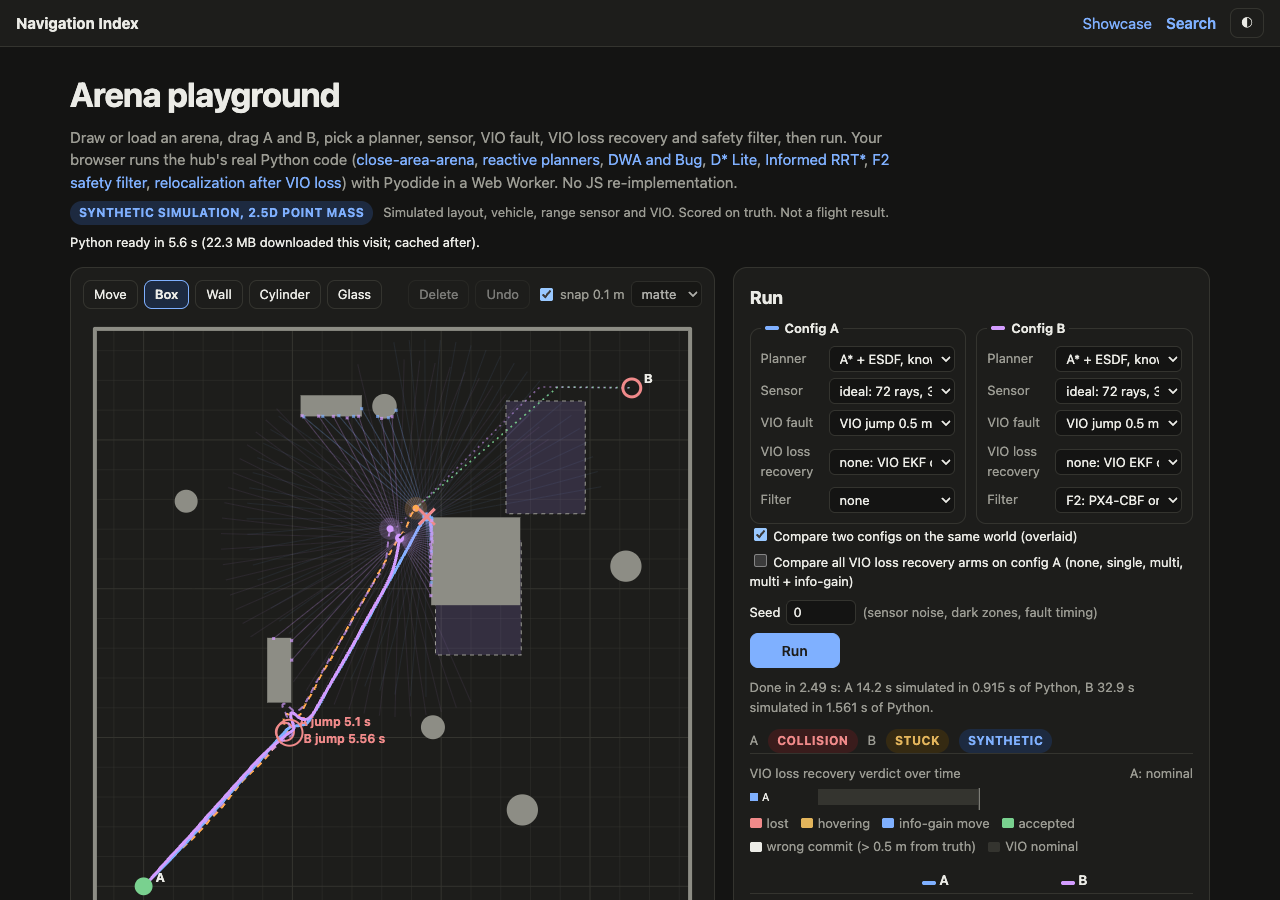 Navigation Index
Showcase
Search
Arena playground
Draw or load an arena, drag A and B, pick a planner, sensor, VIO fault, VIO loss recovery and safety filter, then run. Your
browser runs the hub's real Python code (close-area-arena, reactive planners, DWA and Bug, D* Lite, Informed RRT*, F2
safety filter, relocalization after VIO loss) with Pyodide in a Web Worker. No JS re-implementation.
SYNTHETIC SIMULATION, 2.5D POINT MASS
Simulated layout, vehicle, range sensor and VIO. Scored on truth. Not a flight result.
Python ready in 5.6 s (22.3 MB downloaded this visit; cached after).
Move
Box
Wall
Cylinder
Glass
Delete
Undo
snap 0.1 m
matte
B
jump 5.1 s
B jump 5.56 s
A
Run
Config A
Planner
A* + ESDF, know
Sensor
ideal: 72 rays, 3
VIO fault
VIO jump 0.5 m
VIO loss
recovery
none: VIO EKF
Filter
none
Config B
Planner
A* + ESDF, know
Sensor
ideal: 72 rays, 3
VIO fault
VIO jump 0.5 m
VIO loss
recovery
none: VIO EKF
Filter
F2: PX4-CBF
Compare two configs on the same world (overlaid)
Compare all VIO loss recovery arms on config A (none, single, multi,
multi + info-gain)
Seed
0
(sensor noise, dark zones, fault timing)
Run
Done in 2.49 s: A 14.2 s simulated in 0.915 s of Python, B 32.9 s
simulated in 1.561 s of Python.
A
COLLISION
B
STUCK
SYNTHETIC
VIO loss recovery verdict over time
A: nominal
A
lost
hovering
info-gain move
accepted
wrong commit (> 0.5 m from truth)
VIO nominal
A
B